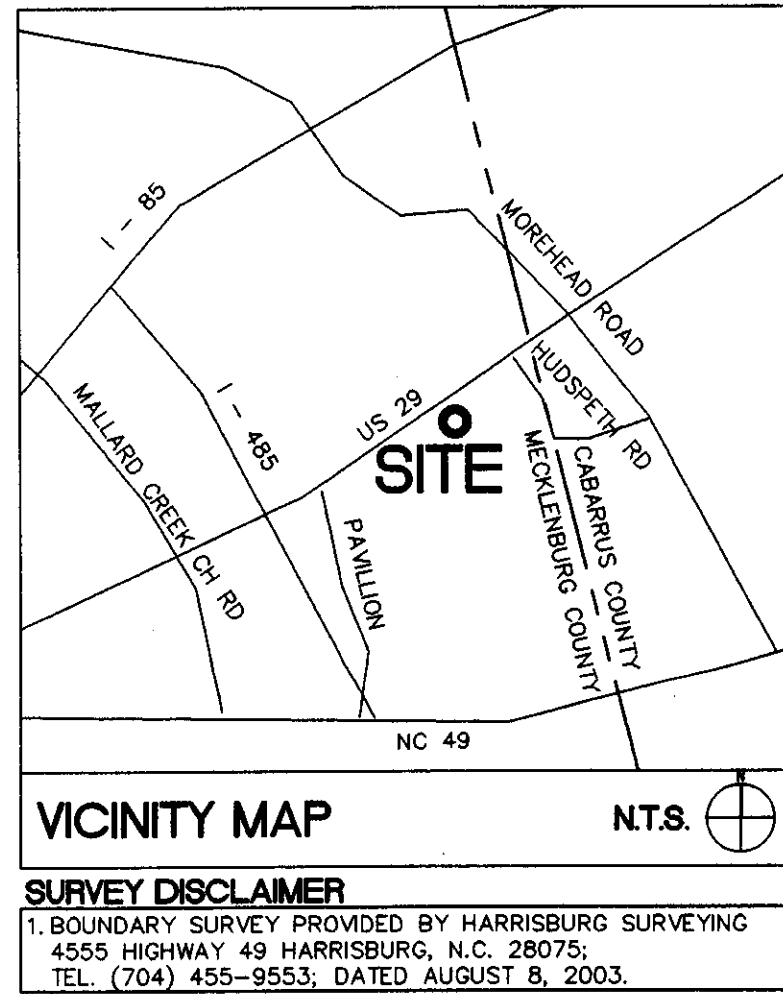 I - 85
MOREHEAD ROAD
MALLARD CREEK CH RD
I - 485
US 29
HUDSPETH RD
SITE
PAVILLION
CABARRUS COUNTY
MECKLENBURG COUNTY
NC 49
VICINITY MAP
N.T.S.
N
SURVEY DISCLAIMER
1. BOUNDARY SURVEY PROVIDED BY HARRISBURG SURVEYING
4555 HIGHWAY 49 HARRISBURG, N.C. 28075;
TEL. (704) 455-9553; DATED AUGUST 8, 2003.